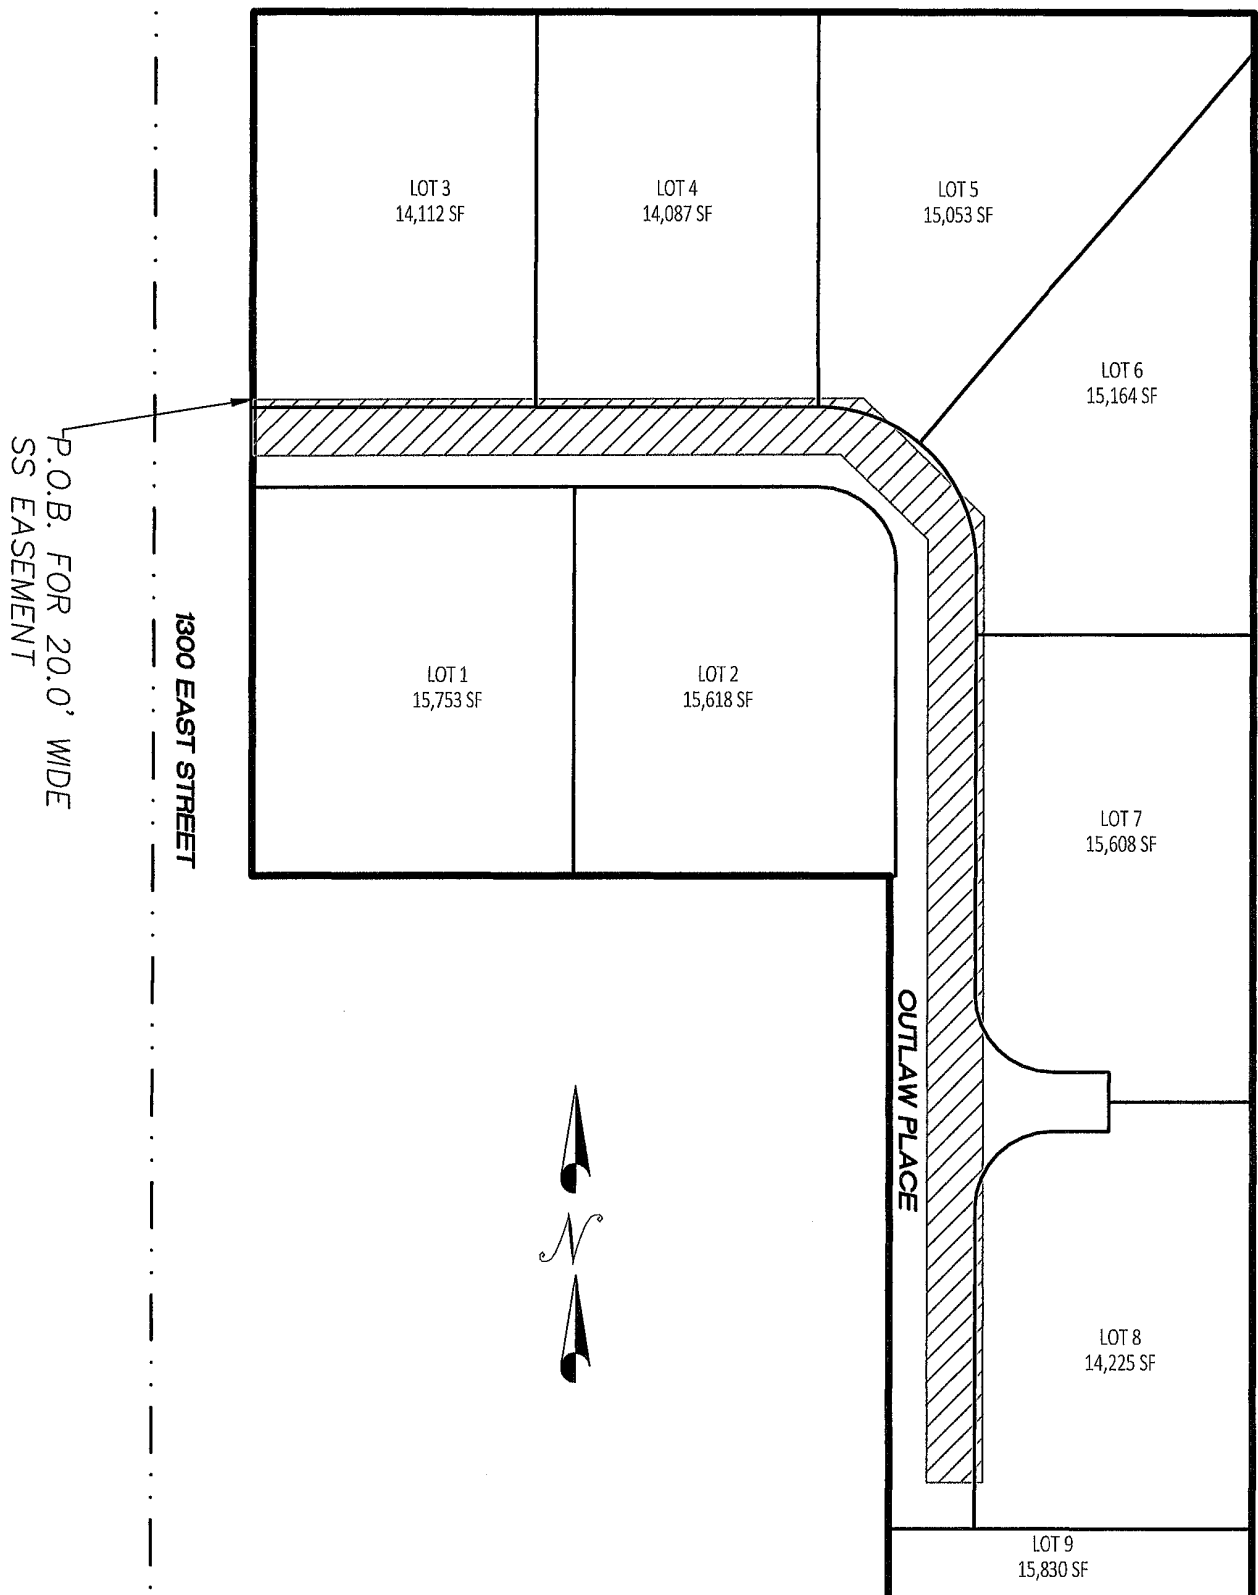 LOT 3
14,112 SF
LOT 4
14,087 SF
LOT 5
15,053 SF
LOT 6
15,164 SF
P.O.B. FOR 20.0' WIDE
SS EASEMENT
1300 EAST STREET
LOT 1
15,753 SF
LOT 2
15,618 SF
LOT 7
15,608 SF
OUTLAW PLACE
N
LOT 8
14,225 SF
LOT 9
15,830 SF